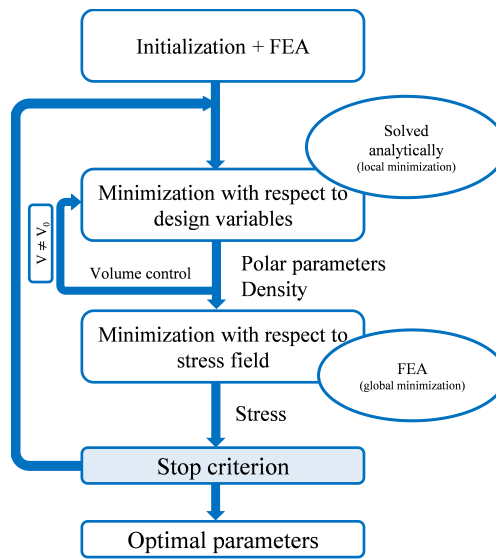 Initialization + FEA
Solved
analytically
(local minimization)
Minimization with respect to
design variables
V ≠ V₀
Volume control
Polar parameters
Density
Minimization with respect to
stress field
FEA
(global minimization)
Stress
Stop criterion
Optimal parameters